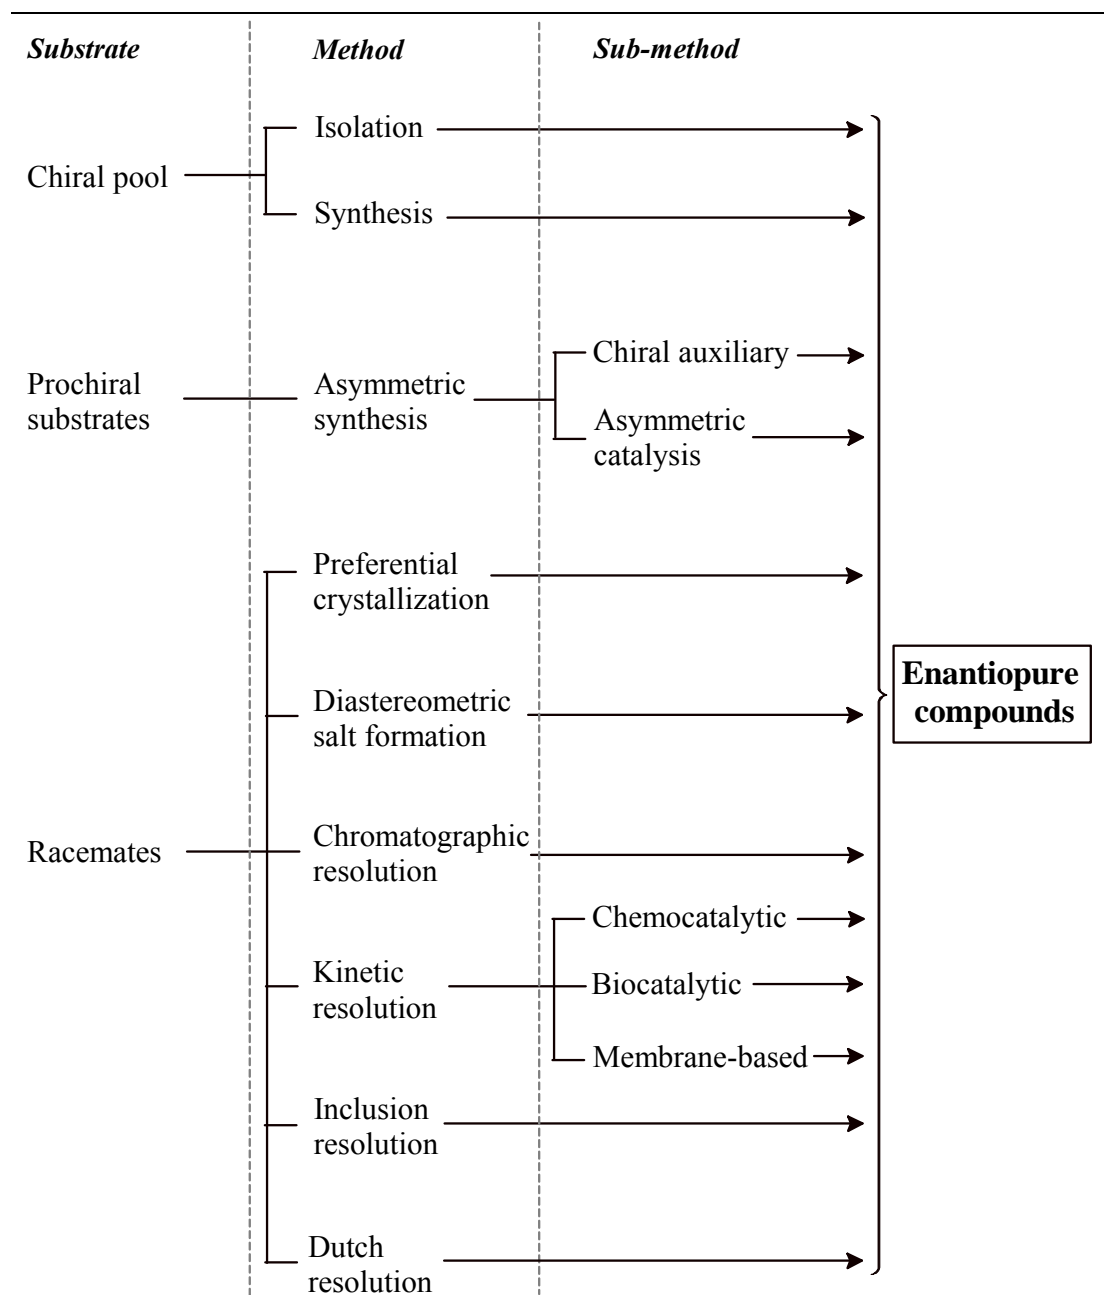 Substrate Method Sub-method
Isolation
Chiral pool
Synthesis
Chiral auxiliary
Prochiral
substrates
Asymmetric
synthesis
Asymmetric
catalysis
Preferential
crystallization
Enantiopure
compounds
Diastereometric
salt formation
Racemates
Chromatographic
resolution
Chemocatalytic
Kinetic
resolution
Biocatalytic
Membrane-based
Inclusion
resolution
Dutch
resolution